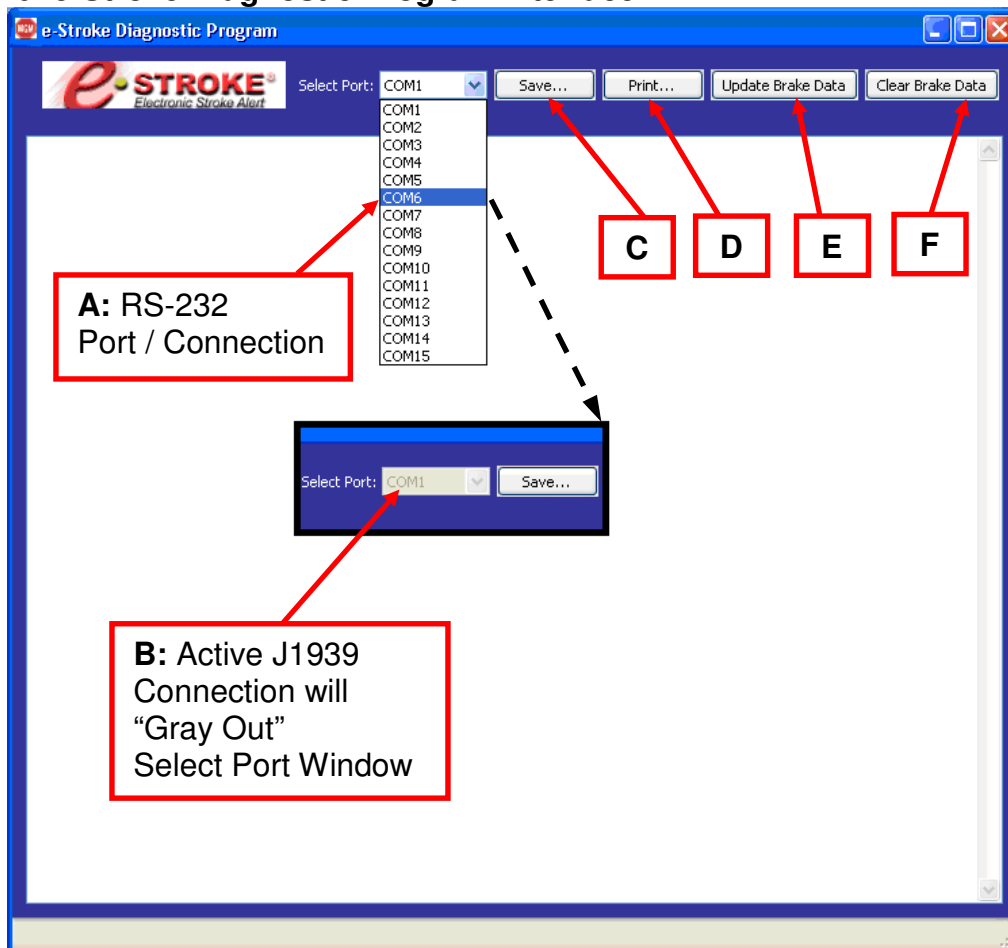 e-Stroke Diagnostic Program
MGM
e-STROKE®
Electronic Stroke Alert
Select Port: COM1 Save... Print... Update Brake Data Clear Brake Data
COM1
COM2
COM3
COM4
COM5
COM6
COM7
COM8
COM9
COM10
COM11
COM12
COM13
COM14
COM15
C D E F
A: RS-232
Port / Connection
Select Port: COM1 Save...
B: Active J1939
Connection will
“Gray Out”
Select Port Window